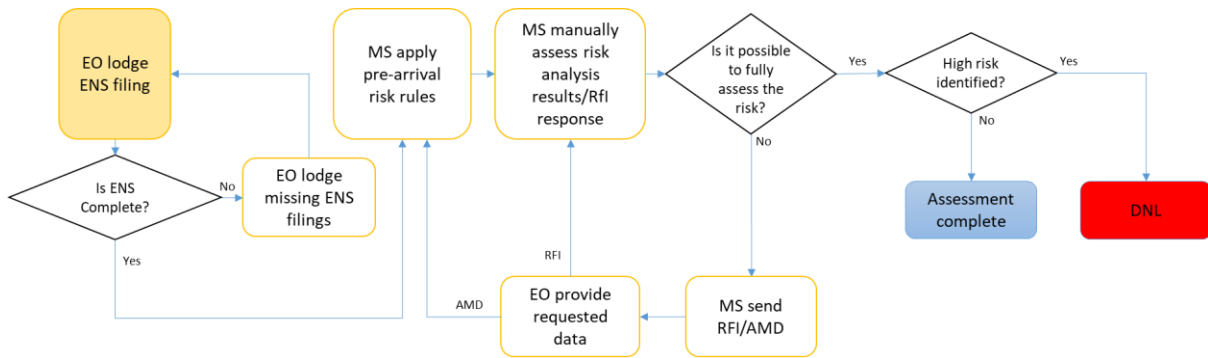 EO lodge
ENS filing
Is ENS
Complete?
No
EO lodge
missing ENS
filings
Yes
MS apply
pre-arrival
risk rules
MS manually
assess risk
analysis
results/RfI
response
Is it possible
to fully
assess the
risk?
Yes
No
High risk
identified?
Yes
No
Assessment
complete
DNL
MS send
RFI/AMD
EO provide
requested
data
RFI
AMD